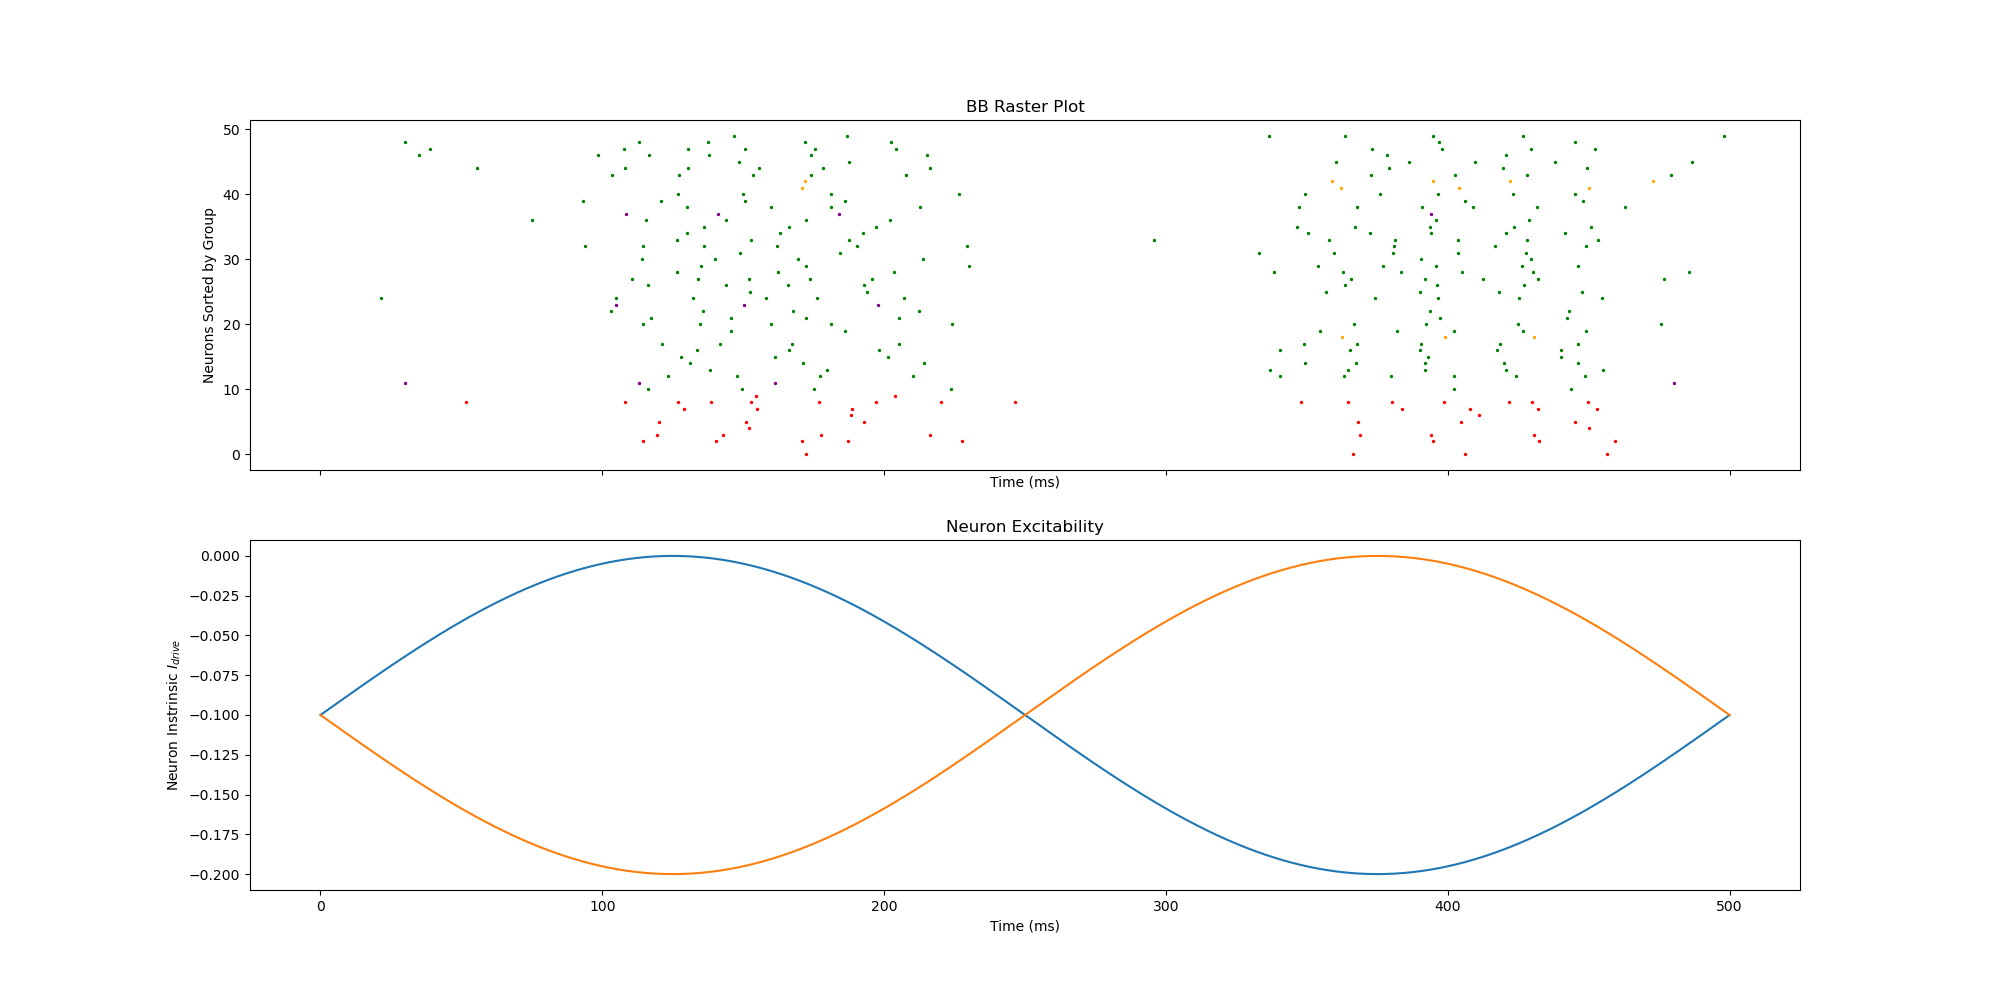 BB Raster Plot
Neurons Sorted by Group
50
40
30
20
10
0
Time (ms)
Neuron Excitability
Neuron Instrinsic I_drive
0.000
−0.025
−0.050
−0.075
−0.100
−0.125
−0.150
−0.175
−0.200
0 100 200 300 400 500
Time (ms)